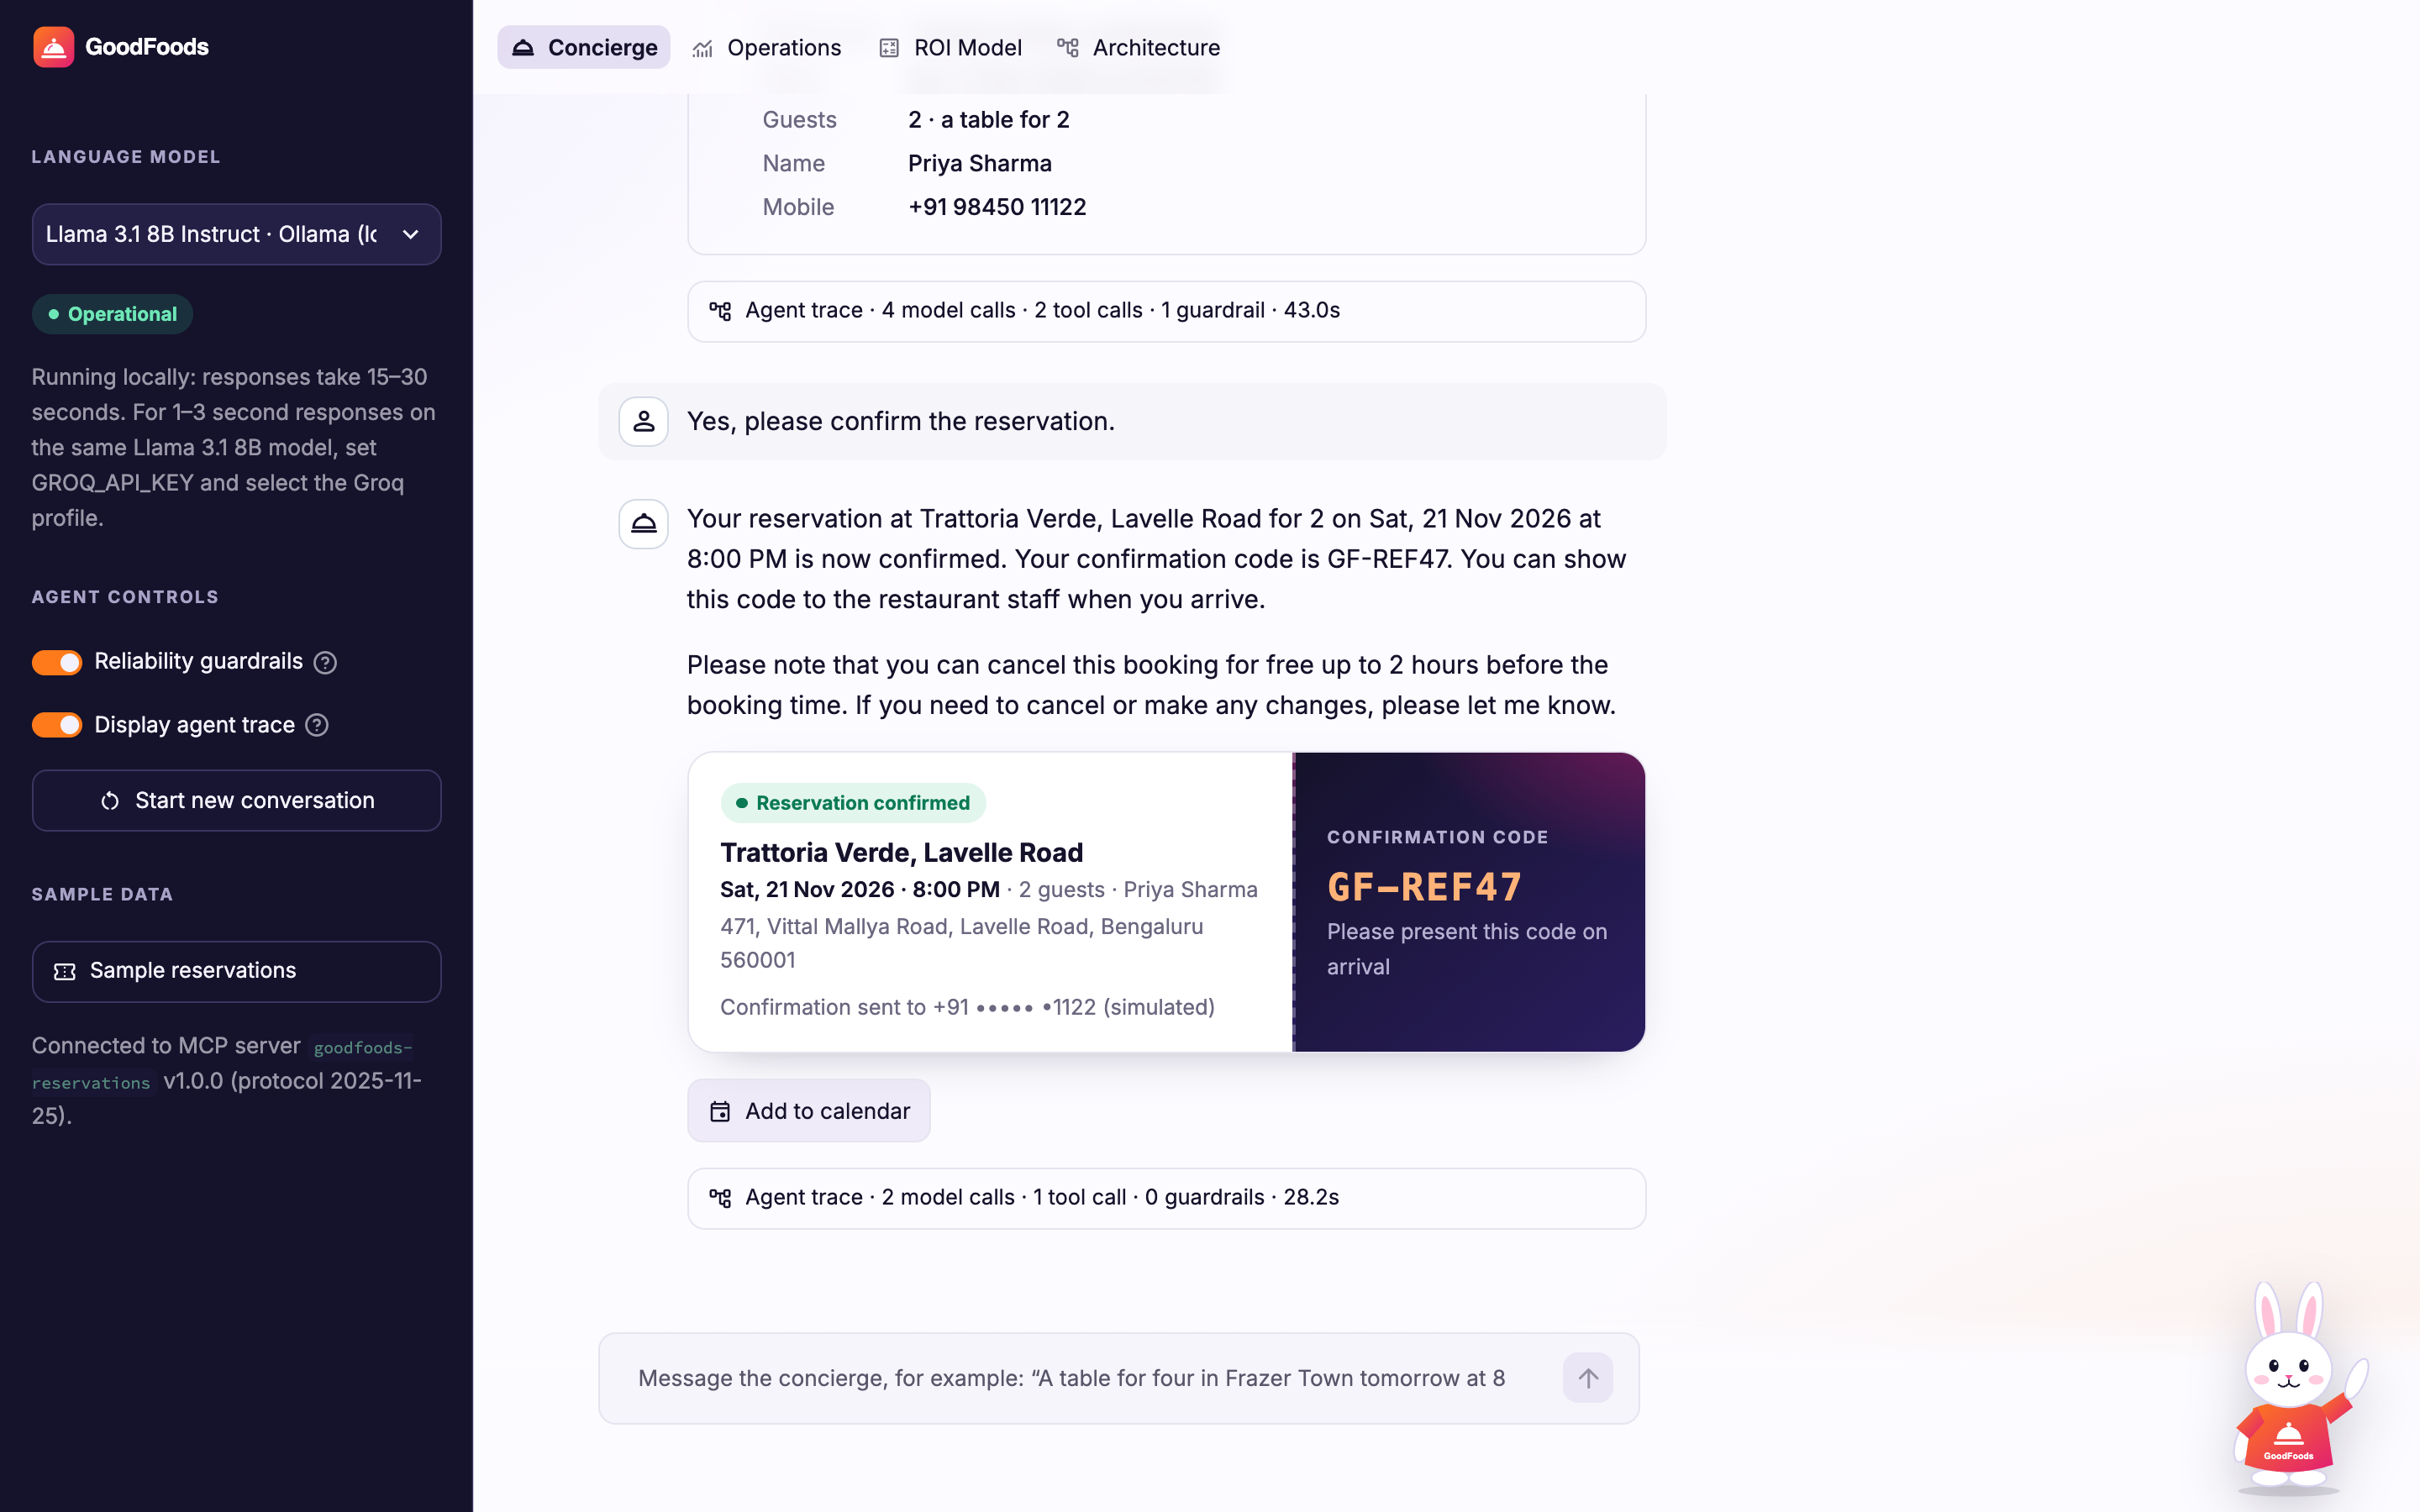 GoodFoods
LANGUAGE MODEL
Llama 3.1 8B Instruct · Ollama (lc
Operational
Running locally: responses take 15–30
seconds. For 1–3 second responses on
the same Llama 3.1 8B model, set
GROQ_API_KEY and select the Groq
profile.
AGENT CONTROLS
Reliability guardrails ?
Display agent trace ?
Start new conversation
SAMPLE DATA
Sample reservations
Connected to MCP server goodfoods-
reservations v1.0.0 (protocol 2025-11-
25).
Concierge Operations ROI Model Architecture
Guests 2 · a table for 2
Name Priya Sharma
Mobile +91 98450 11122
Agent trace · 4 model calls · 2 tool calls · 1 guardrail · 43.0s
Yes, please confirm the reservation.
Your reservation at Trattoria Verde, Lavelle Road for 2 on Sat, 21 Nov 2026 at
8:00 PM is now confirmed. Your confirmation code is GF-REF47. You can show
this code to the restaurant staff when you arrive.
Please note that you can cancel this booking for free up to 2 hours before the
booking time. If you need to cancel or make any changes, please let me know.
Reservation confirmed
Trattoria Verde, Lavelle Road
Sat, 21 Nov 2026 · 8:00 PM · 2 guests · Priya Sharma
471, Vittal Mallya Road, Lavelle Road, Bengaluru
560001
Confirmation sent to +91 ••••• •1122 (simulated)
CONFIRMATION CODE
GF–REF47
Please present this code on
arrival
Add to calendar
Agent trace · 2 model calls · 1 tool call · 0 guardrails · 28.2s
Message the concierge, for example: “A table for four in Frazer Town tomorrow at 8
GoodFoods